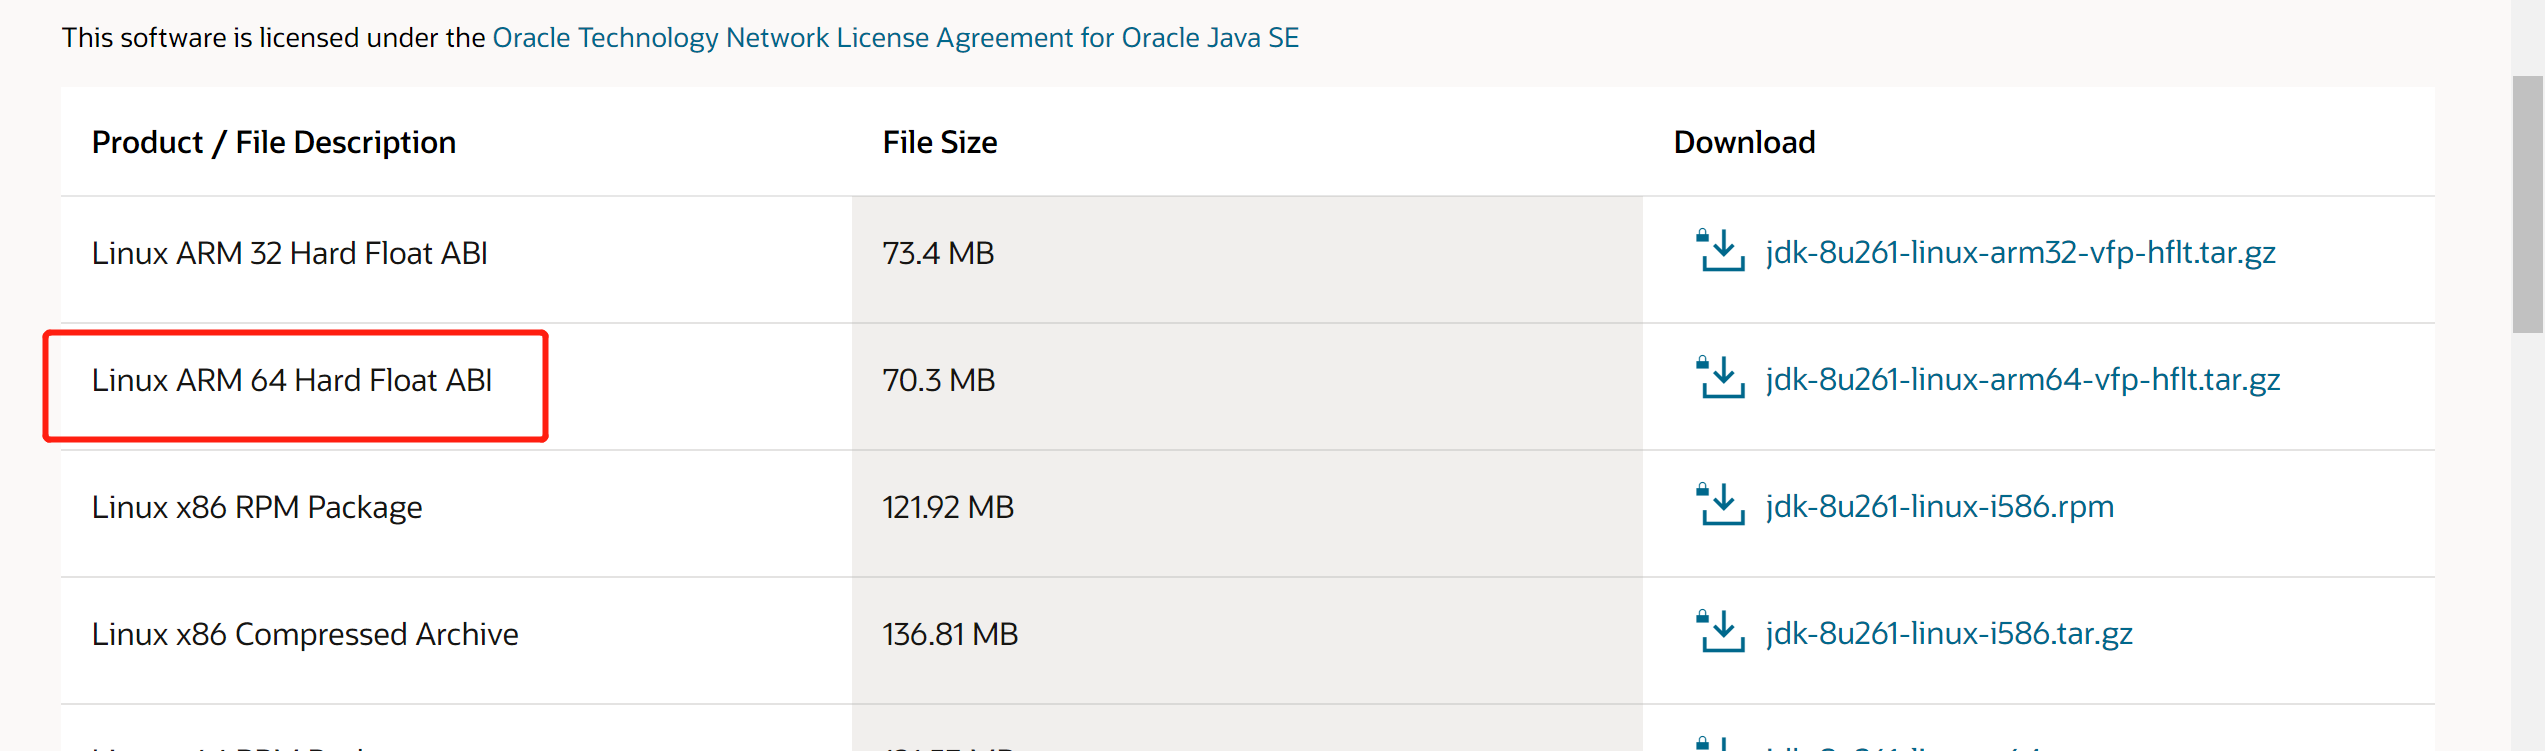 This software is licensed under the Oracle Technology Network License Agreement for Oracle Java SE
Product / File Description File Size Download
Linux ARM 32 Hard Float ABI 73.4 MB jdk-8u261-linux-arm32-vfp-hflt.tar.gz
Linux ARM 64 Hard Float ABI 70.3 MB jdk-8u261-linux-arm64-vfp-hflt.tar.gz
Linux x86 RPM Package 121.92 MB jdk-8u261-linux-i586.rpm
Linux x86 Compressed Archive 136.81 MB jdk-8u261-linux-i586.tar.gz